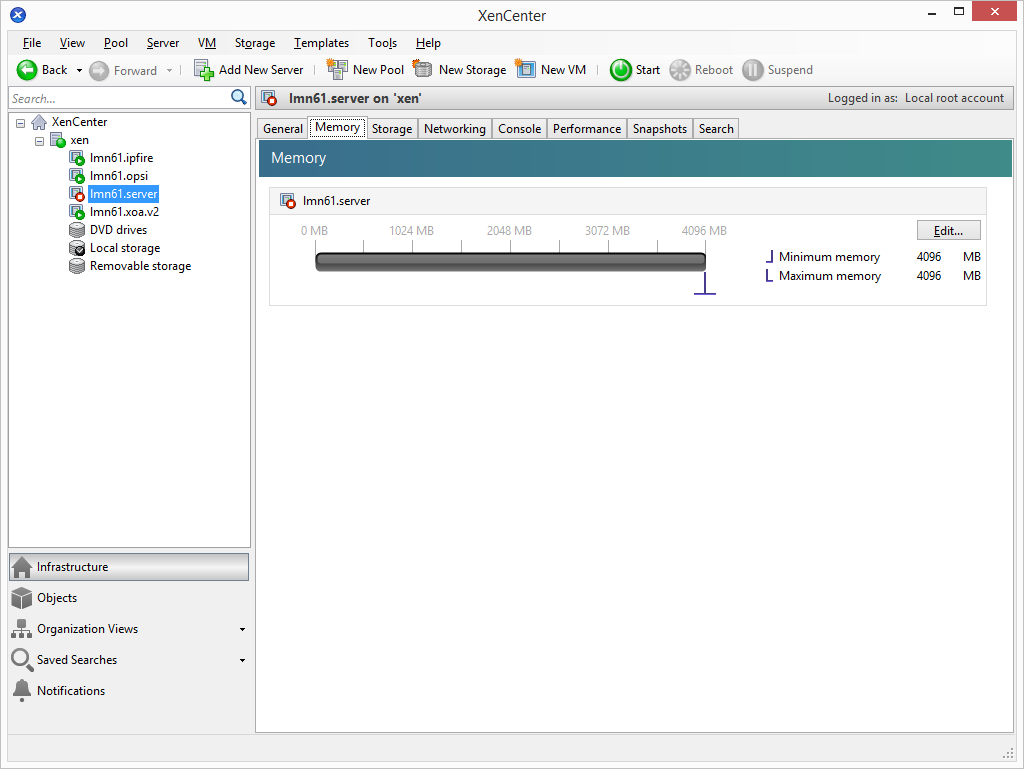 XenCenter
File View Pool Server VM Storage Templates Tools Help
Back Forward Add New Server New Pool New Storage New VM Start Reboot Suspend
Search...
lmn61.server on 'xen' Logged in as: Local root account
XenCenter
xen
lmn61.ipfire
lmn61.opsi
lmn61.server
lmn61.xoa.v2
DVD drives
Local storage
Removable storage
General Memory Storage Networking Console Performance Snapshots Search
Memory
lmn61.server
0 MB 1024 MB 2048 MB 3072 MB 4096 MB
Edit...
Minimum memory 4096 MB
Maximum memory 4096 MB
Infrastructure
Objects
Organization Views
Saved Searches
Notifications